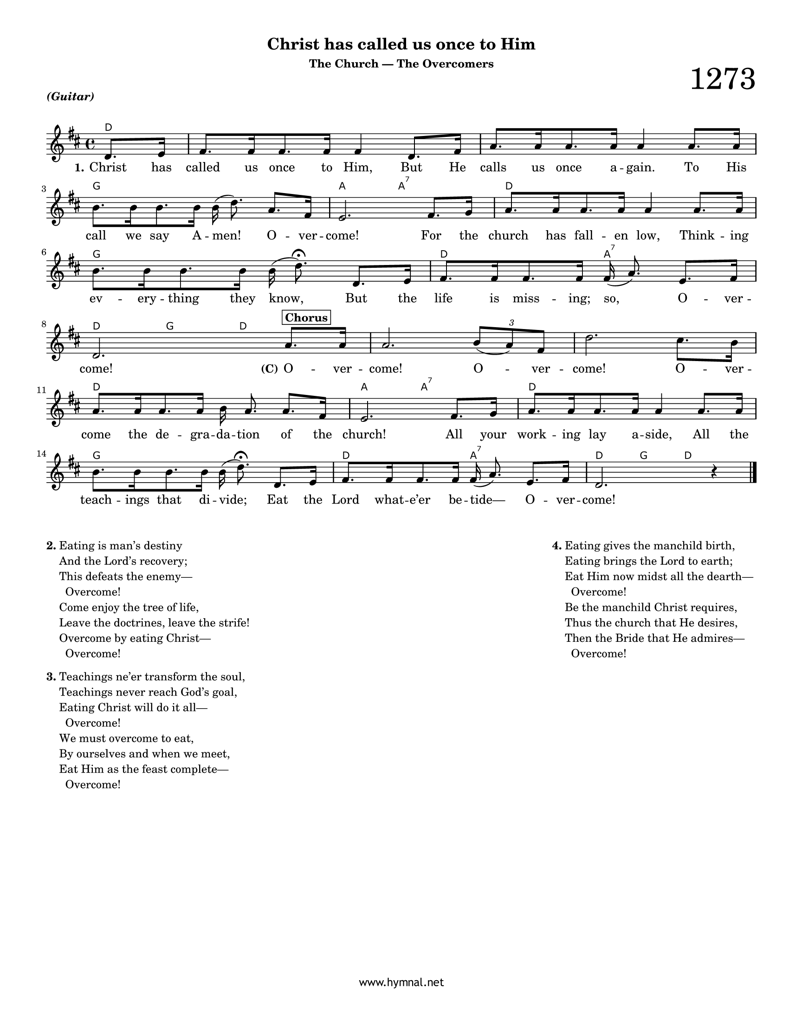 Christ has called us once to Him
The Church — The Overcomers
1273
(Guitar)
D
1. Christ has called us once to Him, But He calls us once a-gain. To His
3 G A A7 D
call we say A-men! O - ver-come! For the church has fall - en low, Think - ing
6 G D A7
ev - ery-thing they know, But the life is miss - ing; so, O - ver-
8 D G D Chorus 3
come! (C) O - ver - come! O - ver - come! O - ver-
11 D A A7 D
come the de - gra-da-tion of the church! All your work - ing lay a-side, All the
14 G D A7 D G D
teach - ings that di-vide; Eat the Lord what-e'er be-tide— O - ver-come!
2. Eating is man's destiny
And the Lord's recovery;
This defeats the enemy—
Overcome!
Come enjoy the tree of life,
Leave the doctrines, leave the strife!
Overcome by eating Christ—
Overcome!
3. Teachings ne'er transform the soul,
Teachings never reach God's goal,
Eating Christ will do it all—
Overcome!
We must overcome to eat,
By ourselves and when we meet,
Eat Him as the feast complete—
Overcome!
4. Eating gives the manchild birth,
Eating brings the Lord to earth;
Eat Him now midst all the dearth—
Overcome!
Be the manchild Christ requires,
Thus the church that He desires,
Then the Bride that He admires—
Overcome!
www.hymnal.net